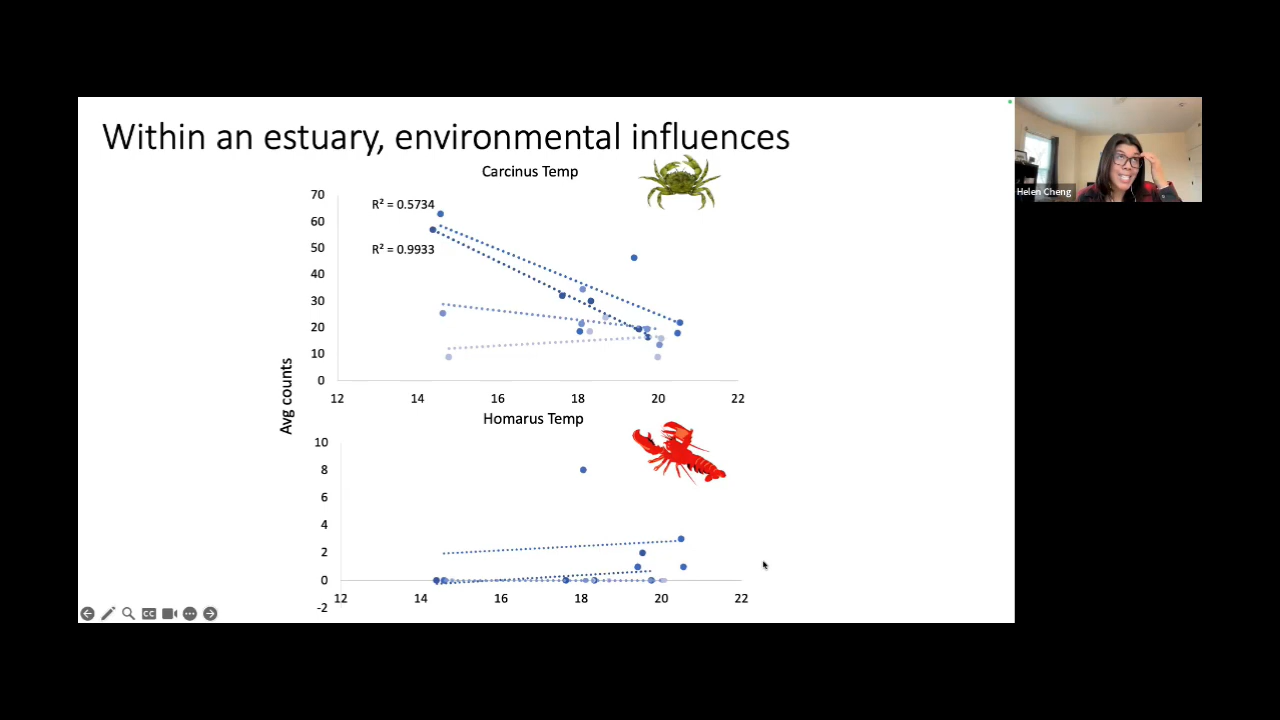 Within an estuary, environmental influences
Carcinus Temp
70
R² = 0.5734
60
50
R² = 0.9933
40
30
20
10
0
12 14 16 18 20 22
Avg counts
Homarus Temp
10
8
6
4
2
0
-2
12 14 16 18 20 22
CC
Helen Cheng